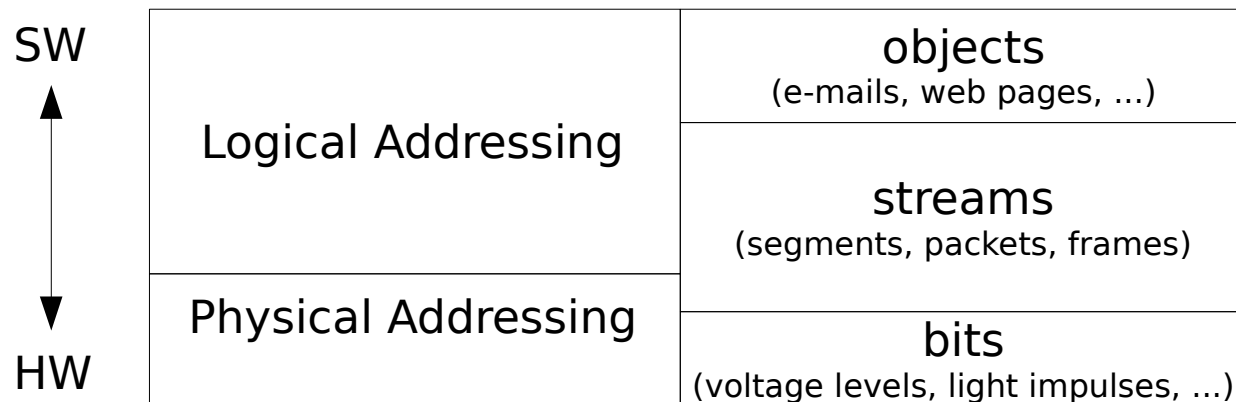 SW
HW
Logical Addressing
Physical Addressing
objects
(e-mails, web pages, ...)
streams
(segments, packets, frames)
bits
(voltage levels, light impulses, ...)